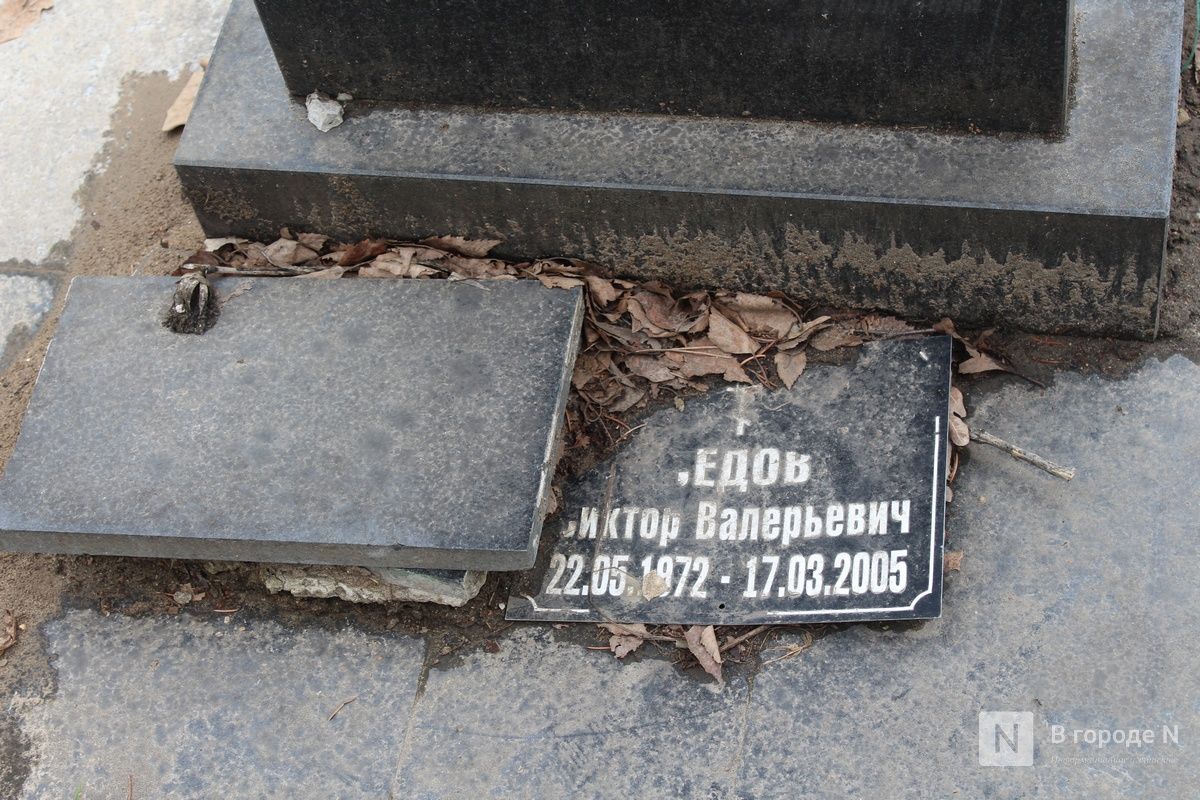 ЕДОВ
иктор Валерьевич
22.05.1972 - 17.03.2005
N В городе N